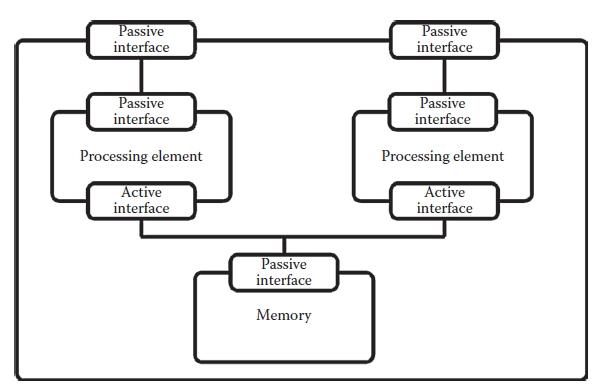 Passive
interface
Passive
interface
Passive
interface
Passive
interface
Processing element
Processing element
Active
interface
Active
interface
Passive
interface
Memory